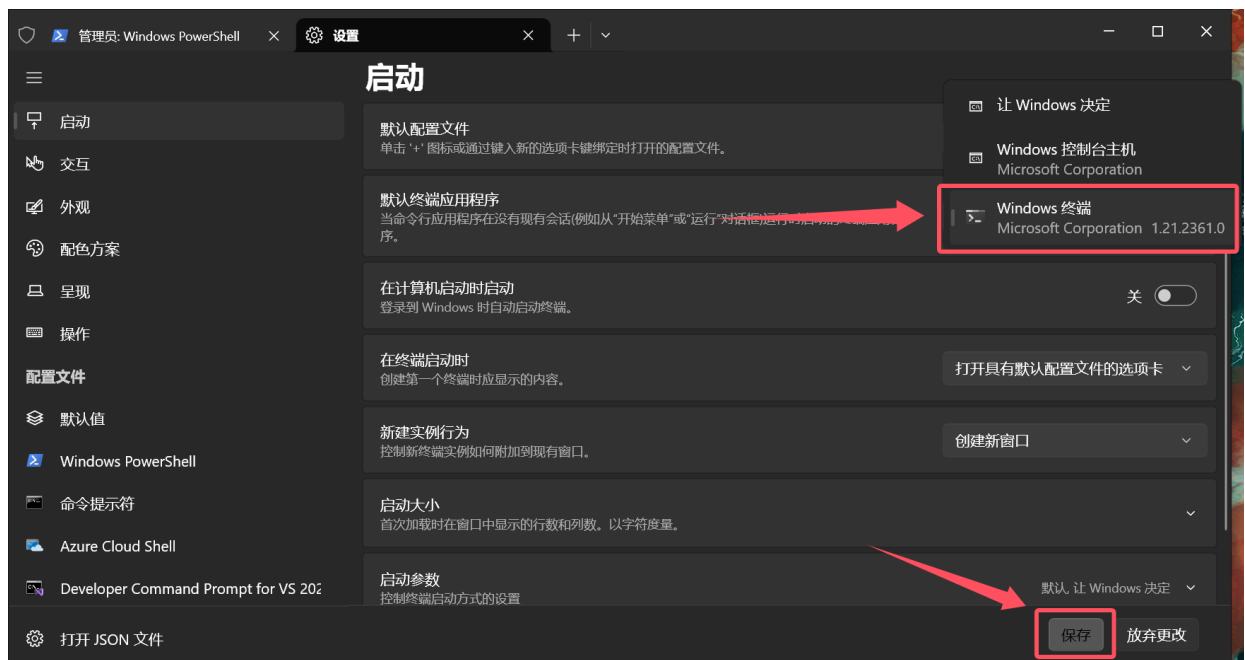 管理员: Windows PowerShell
设置
启动
启动
交互
外观
配色方案
呈现
操作
配置文件
默认值
Windows PowerShell
命令提示符
Azure Cloud Shell
Developer Command Prompt for VS 202
打开 JSON 文件
默认配置文件
单击 '+' 图标或通过键入新的选项卡键绑定时打开的配置文件。
默认终端应用程序
当命令行应用程序在没有现有会话(例如从"开始菜单"或"运行"对话框)运行时启动的终端应用
序。
让 Windows 决定
Windows 控制台主机
Microsoft Corporation
Windows 终端
Microsoft Corporation 1.21.2361.0
在计算机启动时启动
登录到 Windows 时自动启动终端。
关
在终端启动时
创建第一个终端时应显示的内容。
打开具有默认配置文件的选项卡
新建实例行为
控制新终端实例如何附加到现有窗口。
创建新窗口
启动大小
首次加载时在窗口中显示的行数和列数。以字符度量。
启动参数
控制终端启动方式的设置
默认, 让 Windows 决定
保存
放弃更改